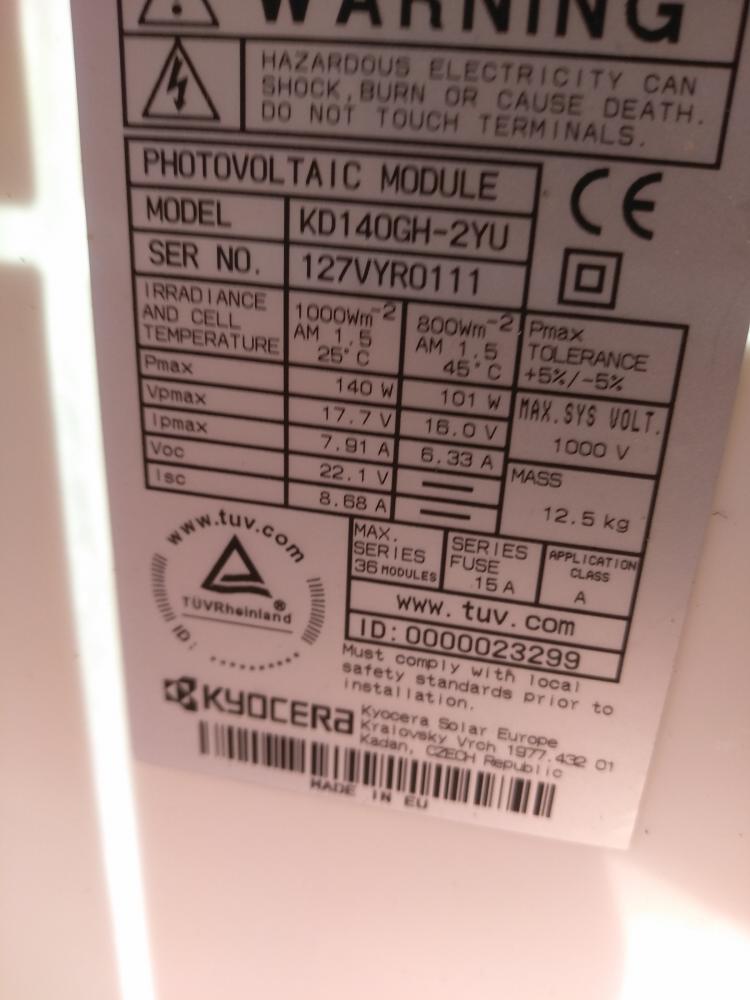 WARNING
HAZARDOUS ELECTRICITY CAN
SHOCK, BURN OR CAUSE DEATH.
DO NOT TOUCH TERMINALS.
PHOTOVOLTAIC MODULE
MODEL KD140GH-2YU
SER NO. 127VYR0111
CE
IRRADIANCE
AND CELL
TEMPERATURE
1000Wm⁻²
AM 1.5
25°C
800Wm⁻²
AM 1.5
45°C
Pmax
TOLERANCE
+5%/-5%
Pmax 140 W 101 W
Vpmax 17.7 V 16.0 V
Ipmax 7.91 A 6.33 A
Voc 22.1 V
Isc 8.68 A
MAX.SYS VOLT.
1000 V
MASS
12.5 kg
www.tuv.com
TÜVRheinland ®
ID:
MAX.
SERIES
36 MODULES
SERIES
FUSE
15 A
APPLICATION
CLASS
A
www.tuv.com
ID:0000023299
Must comply with local
safety standards prior to
installation.
KYOCERA
Kyocera Solar Europe
Kralovsky Vrch 1977.432 01
Kadan, CZECH Republic
MADE IN EU